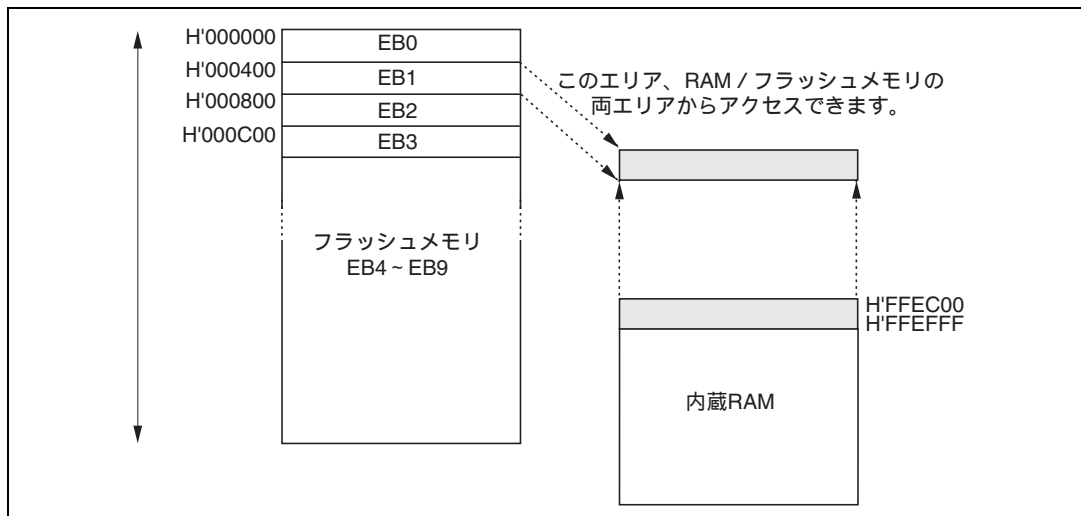 H'000000
EB0
H'000400
EB1
H'000800
EB2
H'000C00
EB3
このエリア、RAM / フラッシュメモリの
両エリアからアクセスできます。
フラッシュメモリ
EB4 ~ EB9
H'FFEC00
H'FFEFFF
内蔵RAM